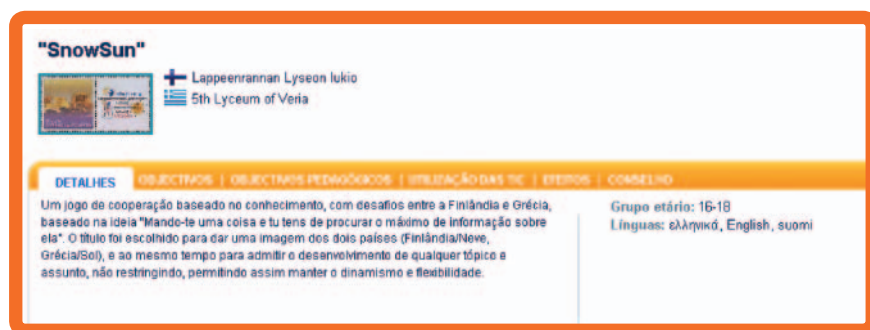 "SnowSun"
Lappeenrannan Lyseon lukio
5th Lyceum of Veria
DETALHES OBJECTIVOS | OBJECTIVOS PEDAGÓGICOS | UTILIZAÇÃO DAS TIC | EFEITOS | CONSELHO
Um jogo de cooperação baseado no conhecimento, com desafios entre a Finlândia e Grécia,
baseado na ideia "Mando-te uma coisa e tu tens de procurar o máximo de informação sobre
ela". O título foi escolhido para dar uma imagem dos dois países (Finlândia/Neve,
Grécia/Sol), e ao mesmo tempo para admitir o desenvolvimento de qualquer tópico e
assunto, não restringindo, permitindo assim manter o dinamismo e flexibilidade.
Grupo etário: 16-18
Línguas: ελληνικά, English, suomi